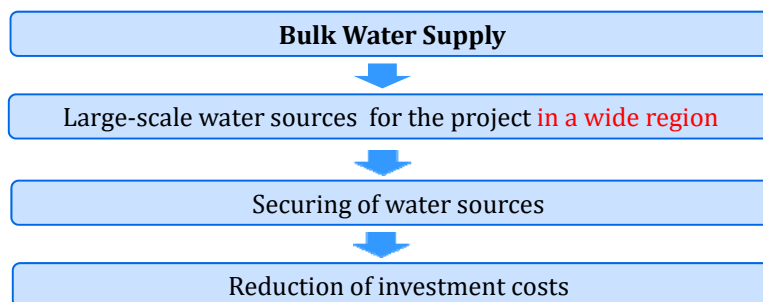 Bulk Water Supply
Large-scale water sources for the project in a wide region
Securing of water sources
Reduction of investment costs